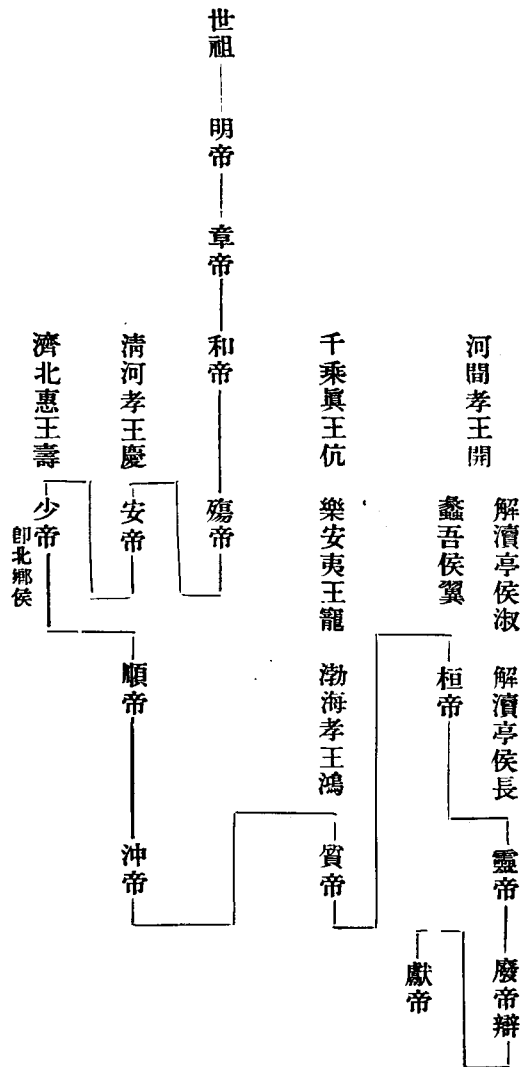 解瀆亭侯淑 解瀆亭侯長 靈帝 廢帝辯
河間孝王開
蠡吾侯翼 桓帝
獻帝
千乘眞王伉 樂安夷王寵 渤海孝王鴻 質帝
世祖 明帝 章帝 和帝 殤帝
淸河孝王慶 安帝 順帝 沖帝
濟北惠王壽 少帝
卽北鄉侯